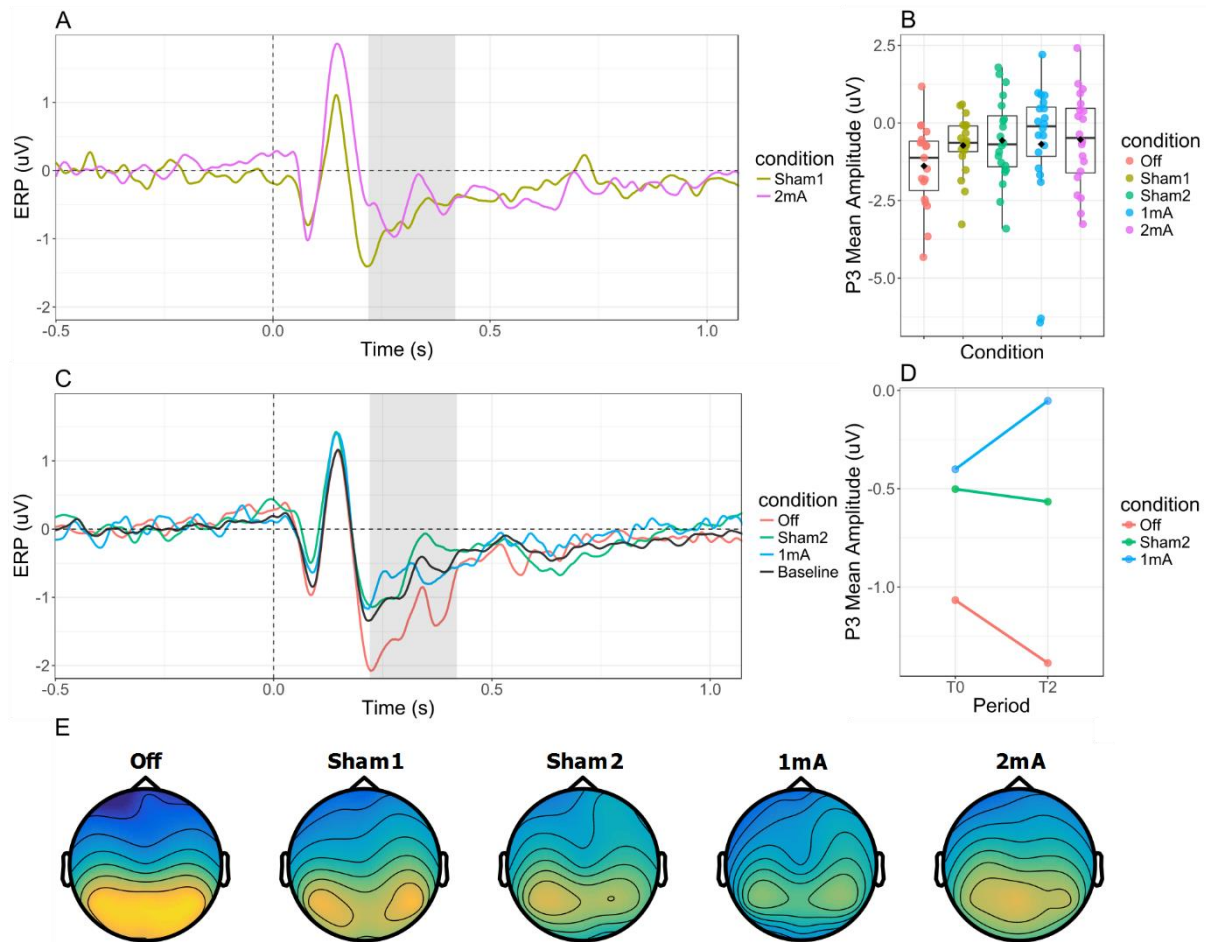 A
ERP (uV)
1
0
-1
-2
-0.5
0.0
0.5
1.0
Time (s)
condition
Sham1
2mA
B
P3 Mean Amplitude (uV)
2.5
0.0
-2.5
-5.0
Condition
condition
Off
Sham1
Sham2
1mA
2mA
C
ERP (uV)
1
0
-1
-2
-0.5
0.0
0.5
1.0
Time (s)
condition
Off
Sham2
1mA
Baseline
D
P3 Mean Amplitude (uV)
0.0
-0.5
-1.0
T0
T2
Period
condition
Off
Sham2
1mA
E
Off
Sham1
Sham2
1mA
2mA